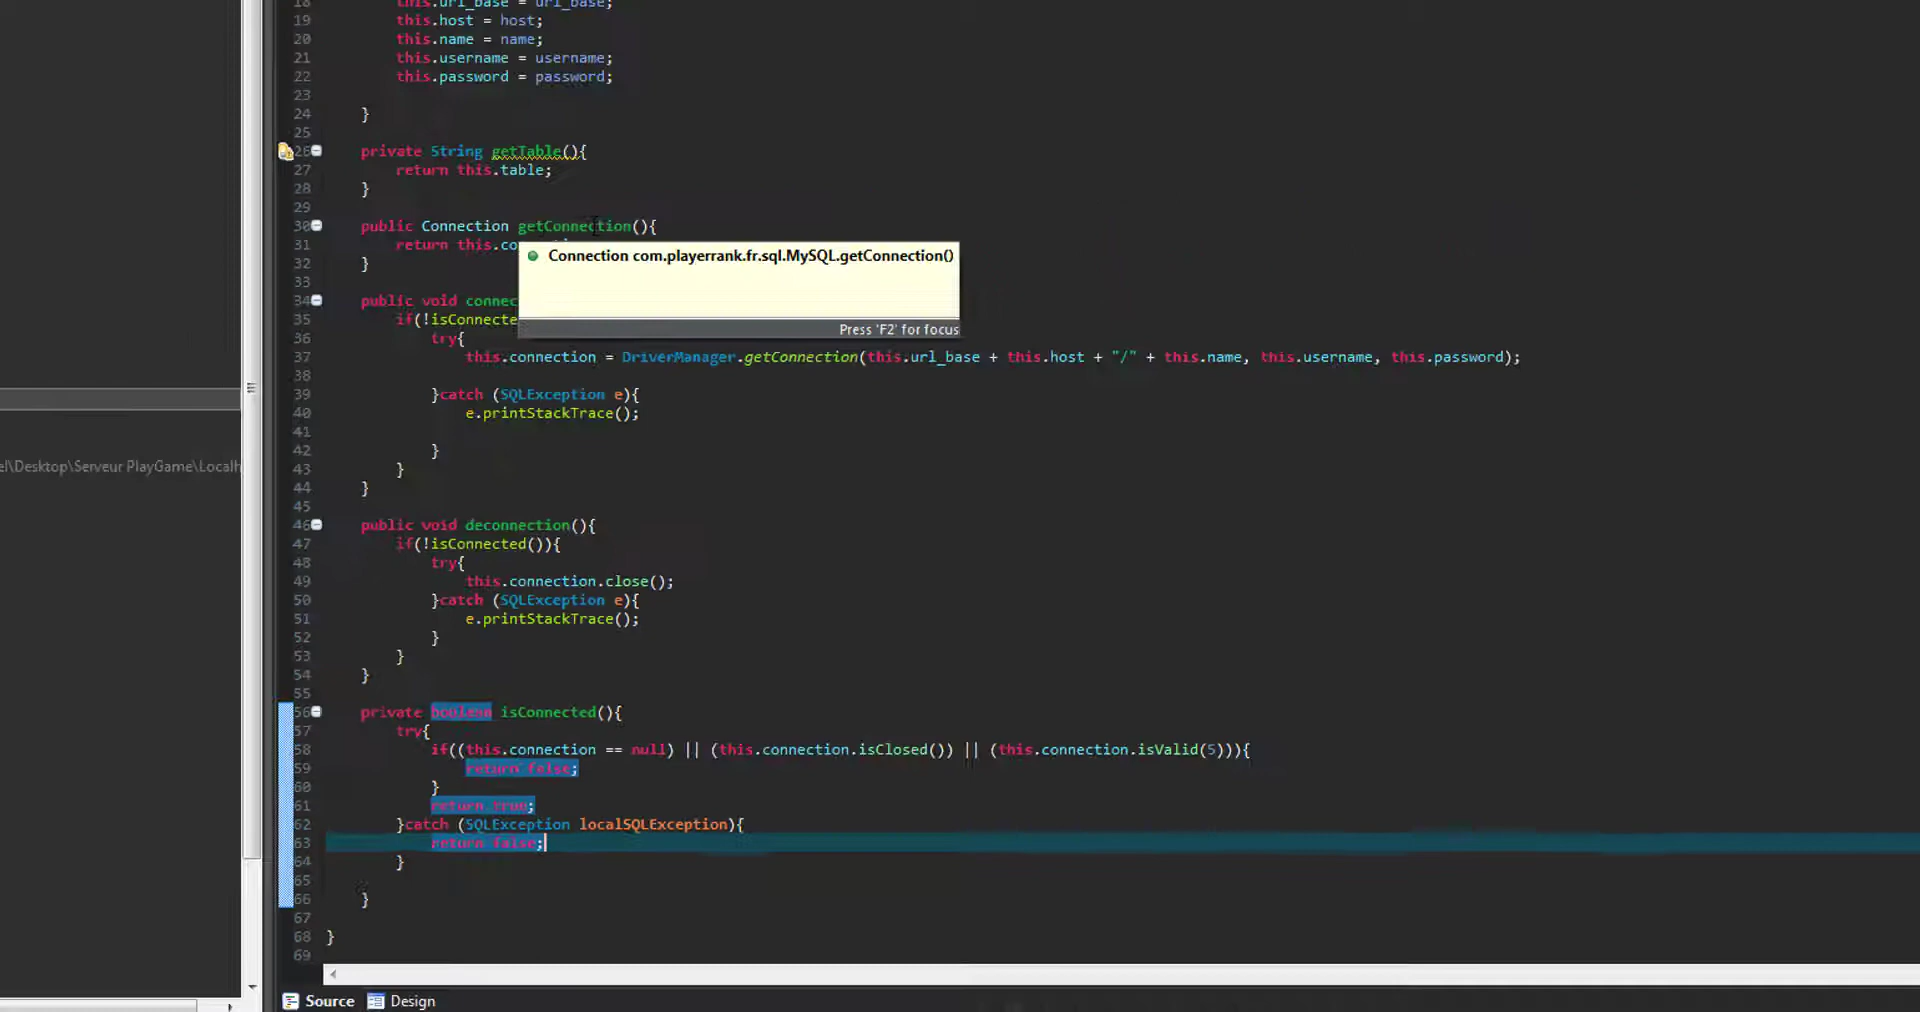 18 this.url_base = url_base;
19 this.host = host;
20 this.name = name;
21 this.username = username;
22 this.password = password;
23
24 }
25
26 private String getTable(){
27 return this.table;
28 }
29
30 public Connection getConnection(){
31 return this.co
Connection com.playerrank.fr.sql.MySQL.getConnection()
32 }
33
34 public void connec
35 if(!isConnecte
Press 'F2' for focus
36 try{
37 this.connection = DriverManager.getConnection(this.url_base + this.host + "/" + this.name, this.username, this.password);
38
39 }catch (SQLException e){
40 e.printStackTrace();
41
42 }
43 }
el\Desktop\Serveur PlayGame\Localh
44 }
45
46 public void deconnection(){
47 if(!isConnected()){
48 try{
49 this.connection.close();
50 }catch (SQLException e){
51 e.printStackTrace();
52 }
53 }
54 }
55
56 private boolean isConnected(){
57 try{
58 if((this.connection == null) || (this.connection.isClosed()) || (this.connection.isValid(5))){
59 return false;
60 }
61 return true;
62 }catch (SQLException localSQLException){
63 return false;
64 }
65
66 }
67
68 }
69
Source Design